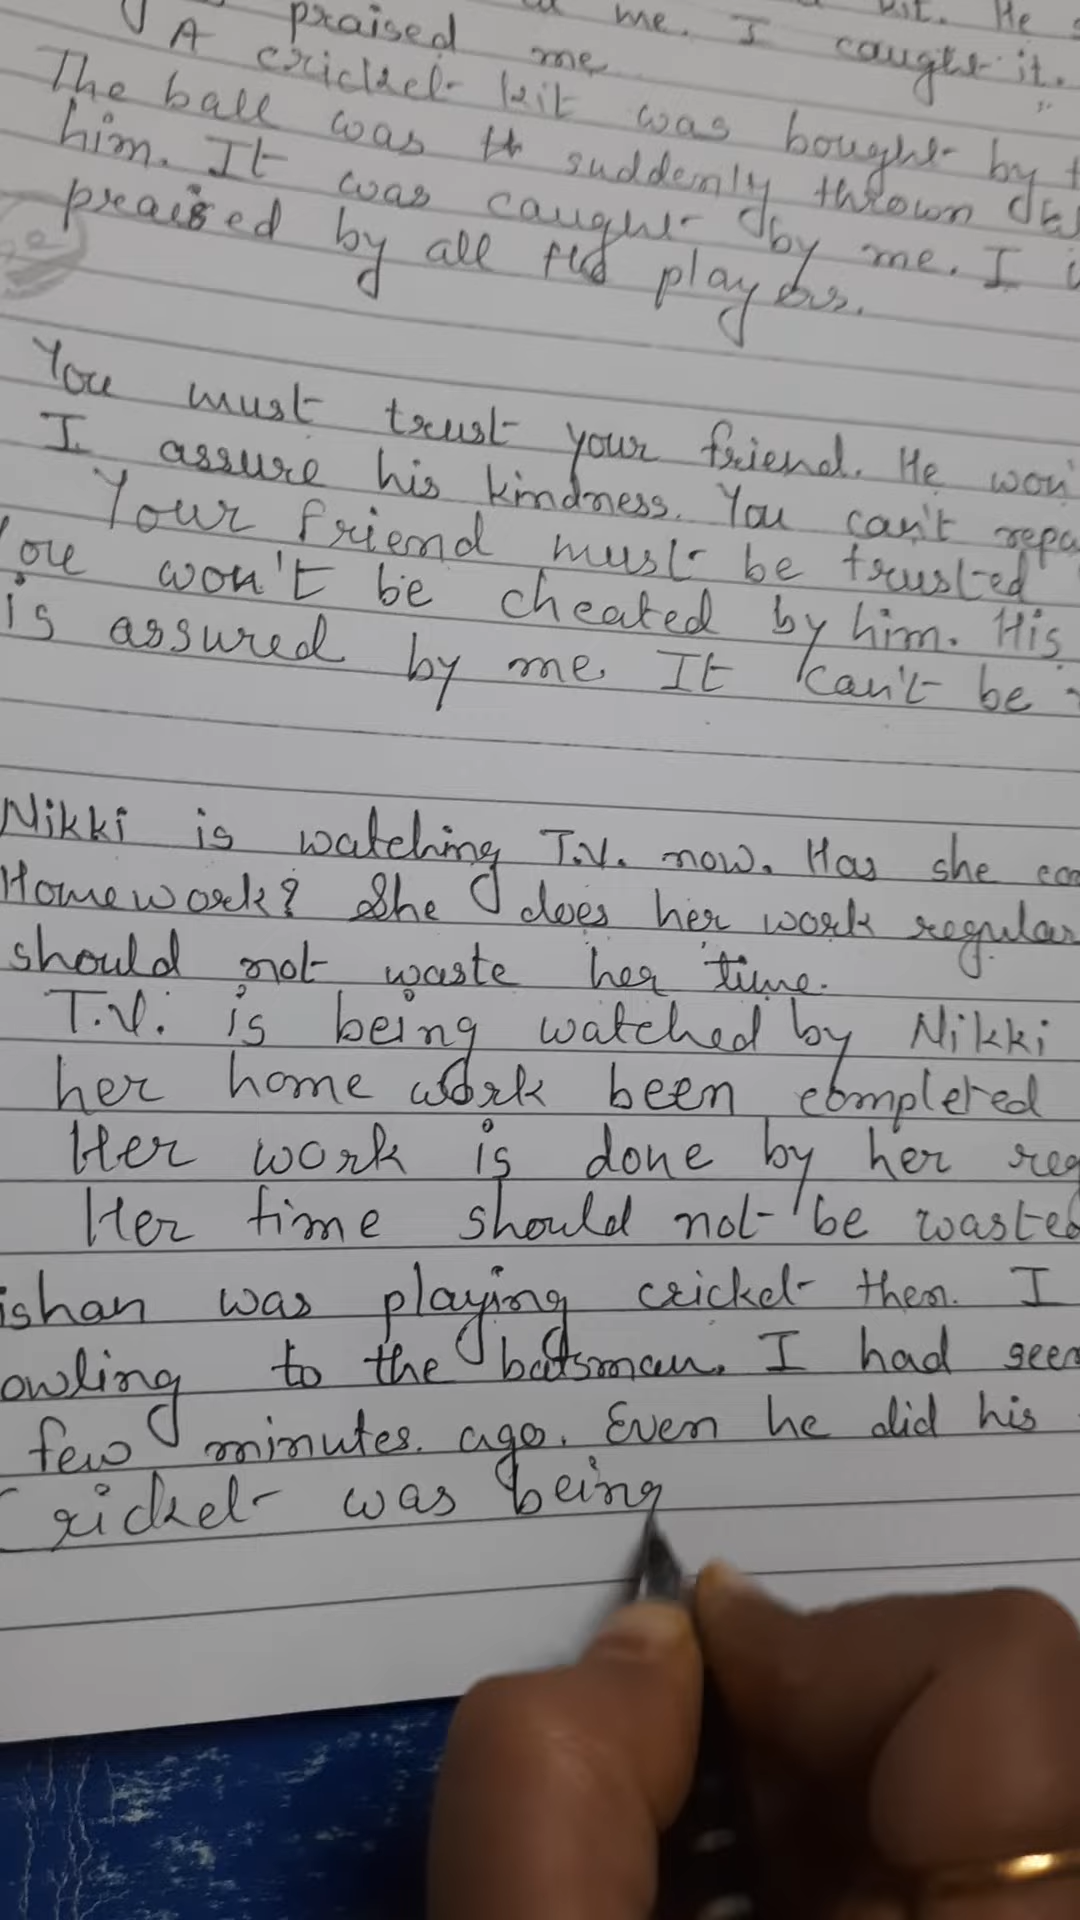 me. I
He
praised me
caught it.
A cricket kit was bought by
The ball was th suddenly thrown
him. It was caught by me. I
praised by all the players.
You must trust your friend. He won'
I assure his kindness. You can't repa
Your friend must be trusted
You won't be cheated by him. His
is assured by me. It can't be
Nikki is watching T.V. now. Has she com
Homework? She does her work regular
should not waste her time.
T.V. is being watched by Nikki
her home work been completed
Her work is done by her reg
Her time should not be wasted
ishan was playing cricket then. I
owling to the batsman. I had seen
few minutes. ago. Even he did his
Cricket was being